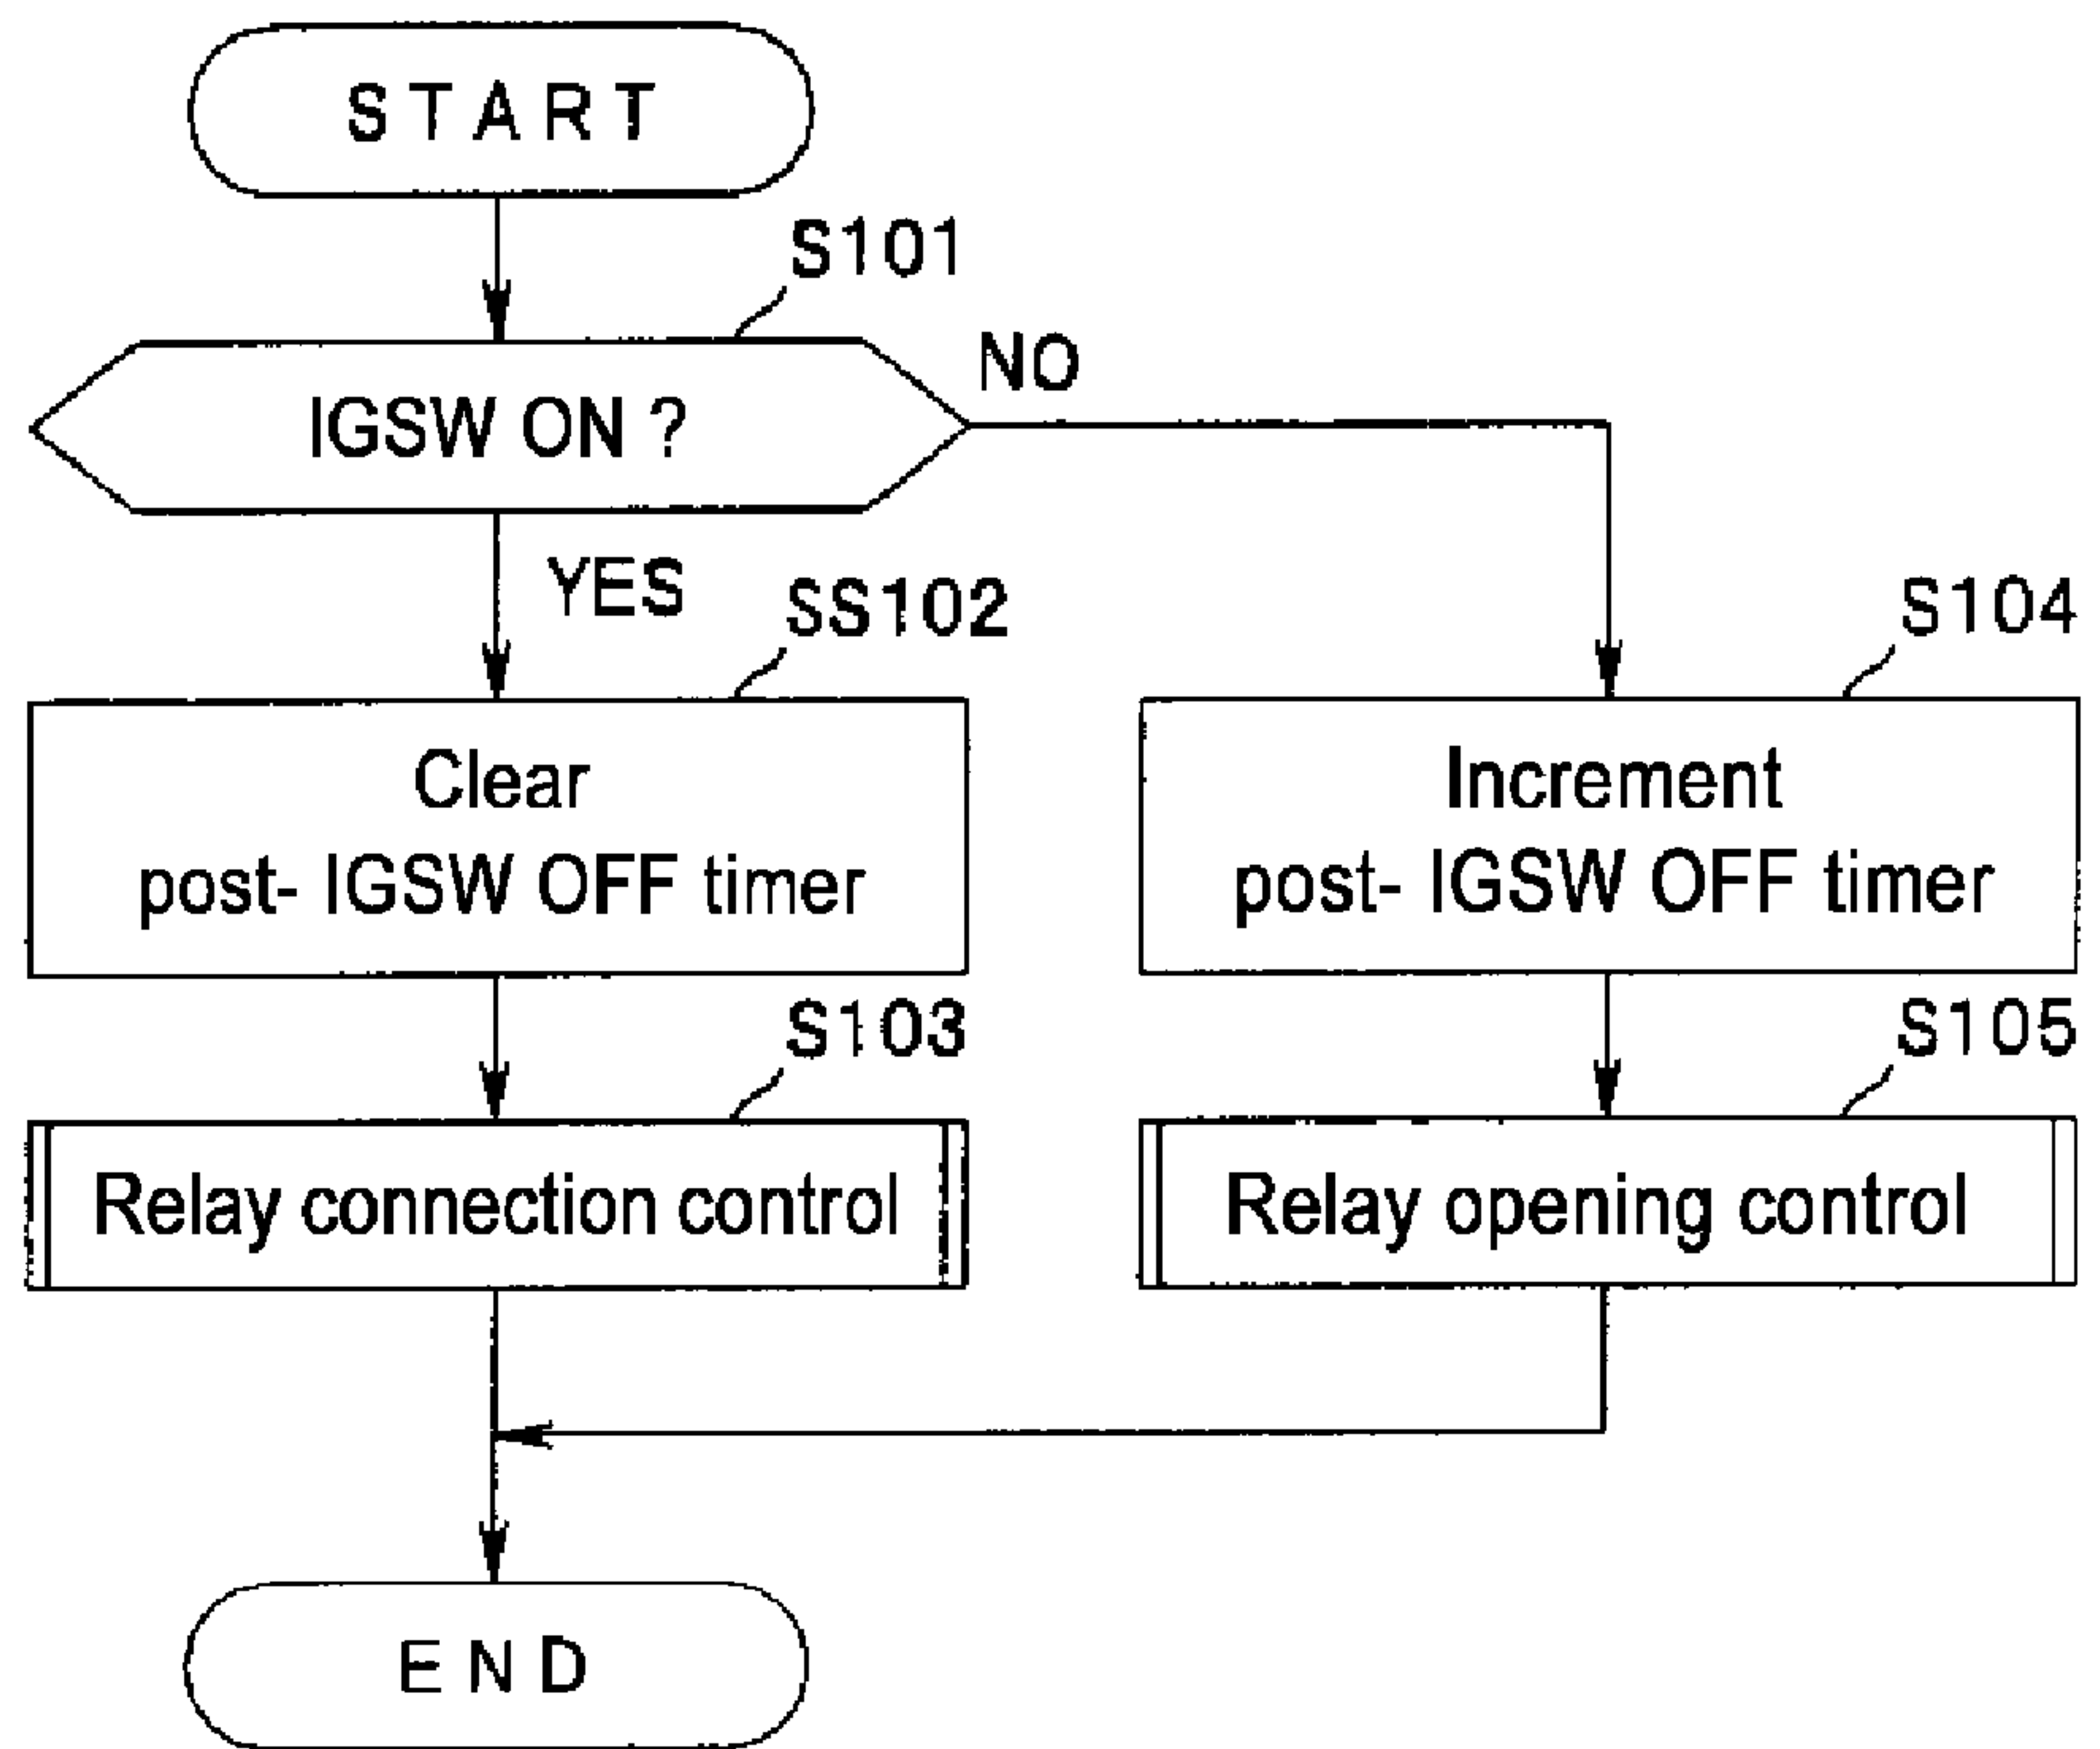 START
S101
IGSW ON ?
NO
YES
SS102
S104
Clear
post- IGSW OFF timer
Increment
post- IGSW OFF timer
S103
S105
Relay connection control
Relay opening control
END